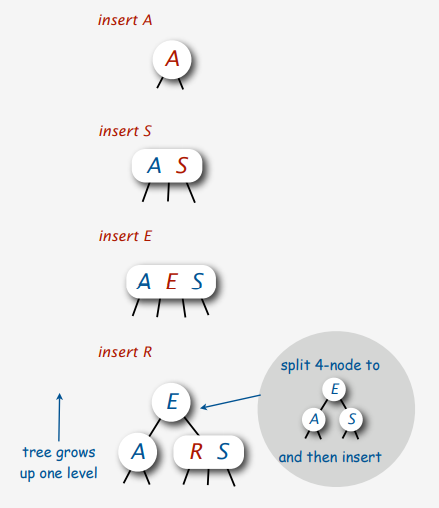 insert A
A
insert S
A S
insert E
A E S
insert R
split 4-node to
E
E
A S
A
R S
and then insert
tree grows
up one level